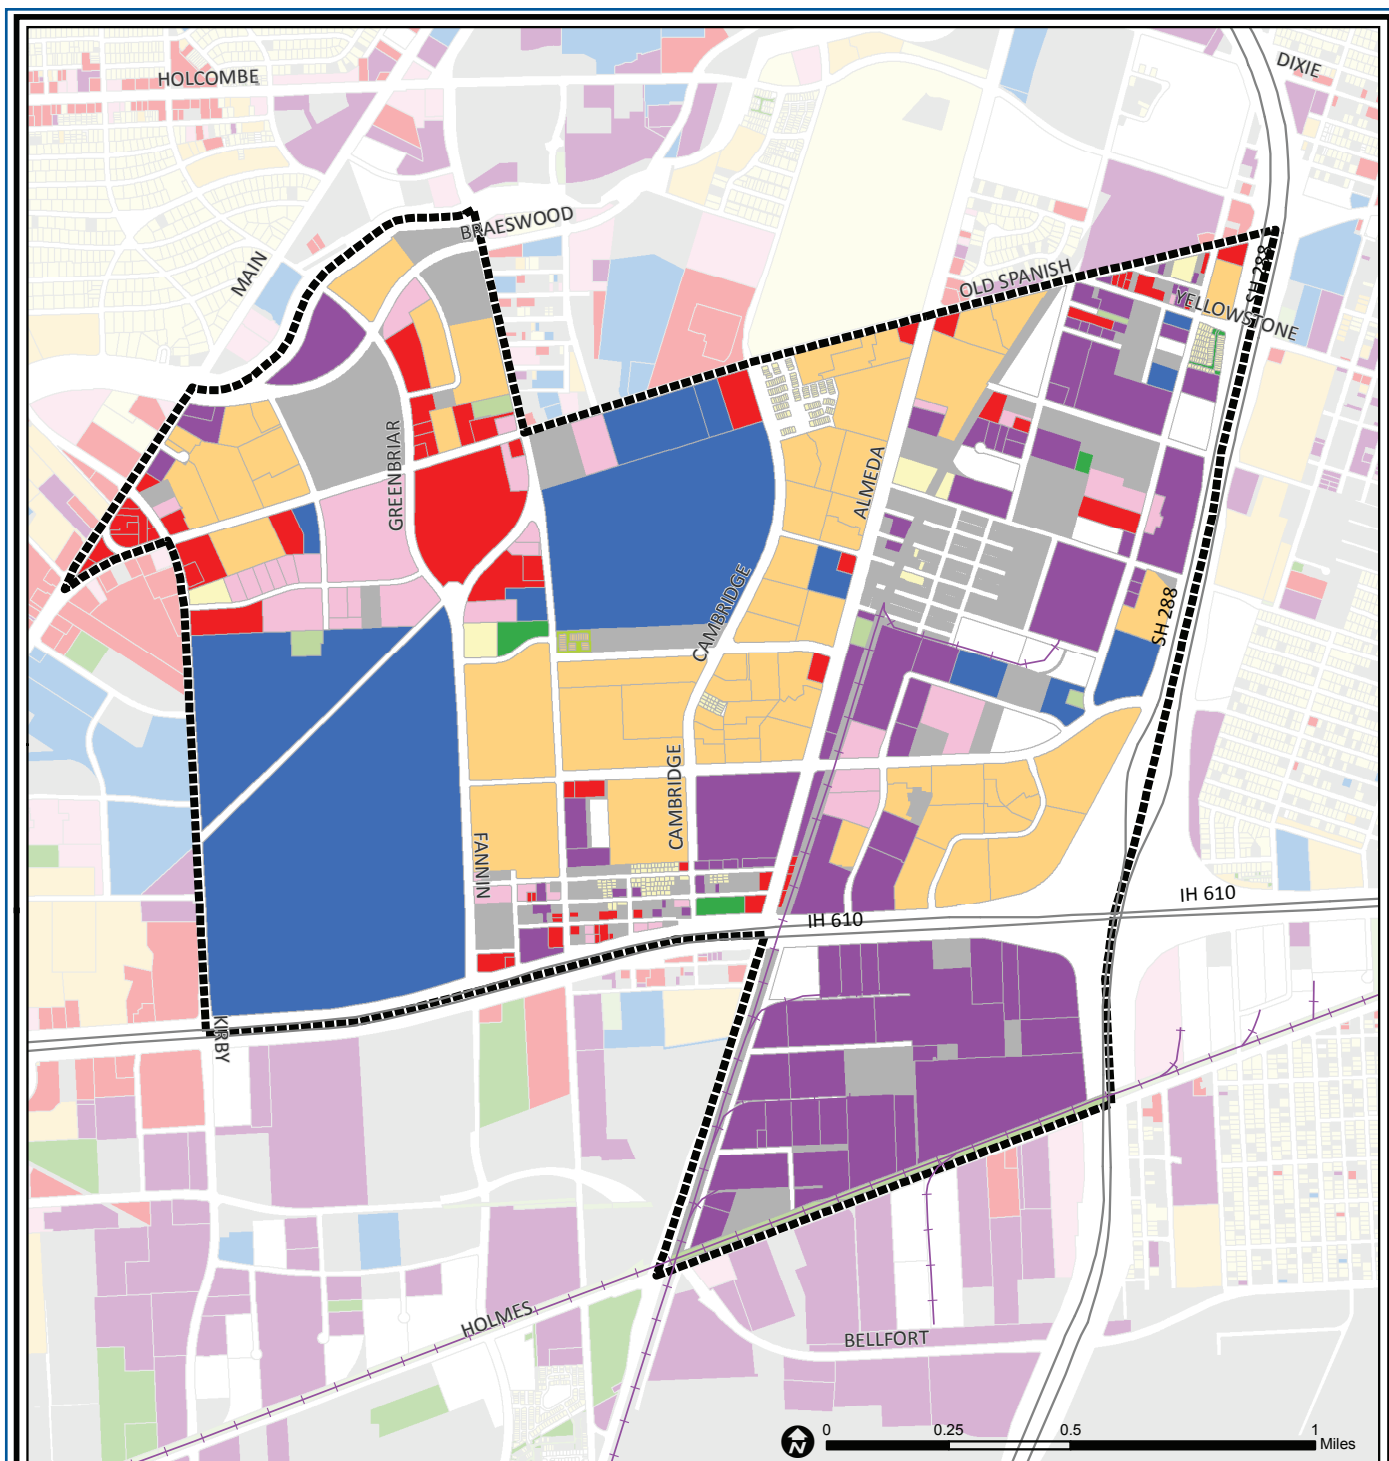 HOLCOMBE
DIXIE
BRAESWOOD
MAIN
OLD SPANISH
SH 288
YELLOWSTONE
GREENBRIAR
ALMEDA
CAMBRIDGE
SH 288
CAMBRIDGE
FANNIN
IH 610
IH 610
KIRBY
HOLMES
BELLFORT
N
0 0.25 0.5 1
Miles